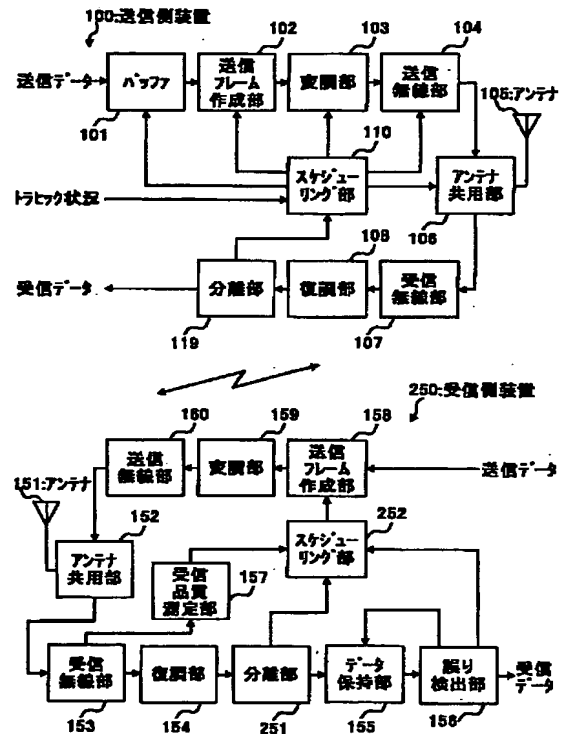 100:送信側装置
102
103
104
送信データ
バッファ
送信
フレーム
作成部
変調部
送信
無線部
105:アンテナ
101
110
スケジュー
リング部
アンテナ
共用部
トラヒック状況
106
108
受信データ
分離部
復調部
受信
無線部
119
107
250:受信側装置
160
159
158
送信
無線部
変調部
送信
フレーム
作成部
送信データ
151:アンテナ
152
252
アンテナ
共用部
受信
品質
測定部
157
スケジュー
リング部
受信
無線部
復調部
分離部
データ
保持部
誤り
検出部
受信
データ
153
154
251
155
156